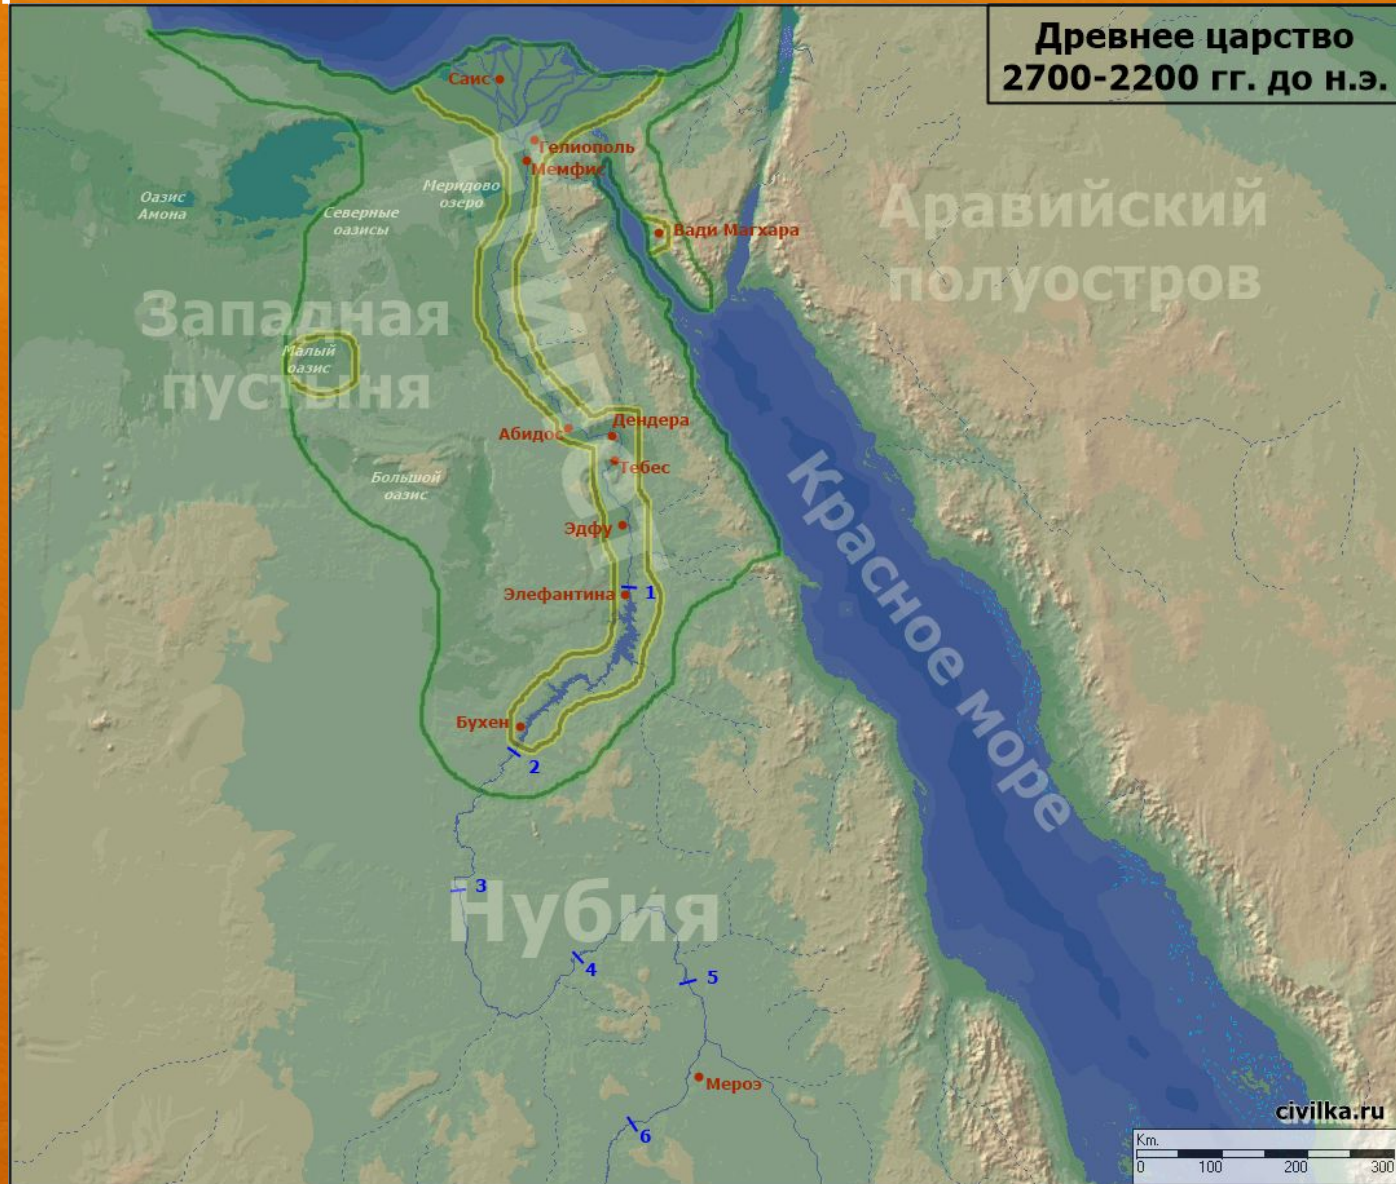 Древнее царство
2700-2200 гг. до н.э.
Саис
Гелиополь
Мемфис
Меридово
озеро
Оазис
Амона
Северные
оазисы
Вади Магхара
Аравийский
полуостров
Западная
пустыня
Малый
оазис
Египет
Дендера
Абидос
Тебес
Большой
оазис
Эдфу
Элефантина
1
Красное море
Бухен
2
3
Нубия
4
5
Мероэ
6
civilka.ru
Km.
0 100 200 300